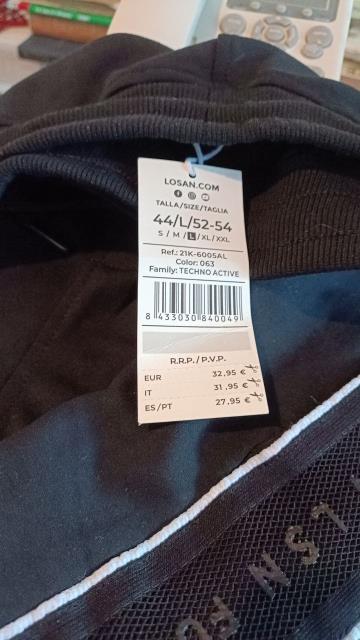 LOSAN.COM
TALLA/SIZE/TAGLIA
44/L/52-54
S / M / L / XL / XXL
Ref.: 21K-6005AL
Color: 063
Family: TECHNO ACTIVE
8 433030 840049
R.R.P./P.V.P.
EUR 32,95 €
IT 31,95 €
ES/PT 27,95 €
LSN